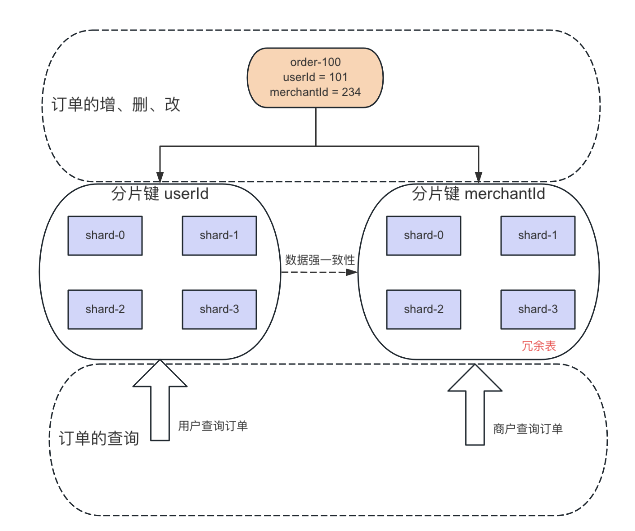 order-100
userId = 101
merchantId = 234
订单的增、删、改
分片键 userId
分片键 merchantId
shard-0
shard-1
shard-0
shard-1
数据强一致性
shard-2
shard-3
shard-2
shard-3
冗余表
用户查询订单
商户查询订单
订单的查询